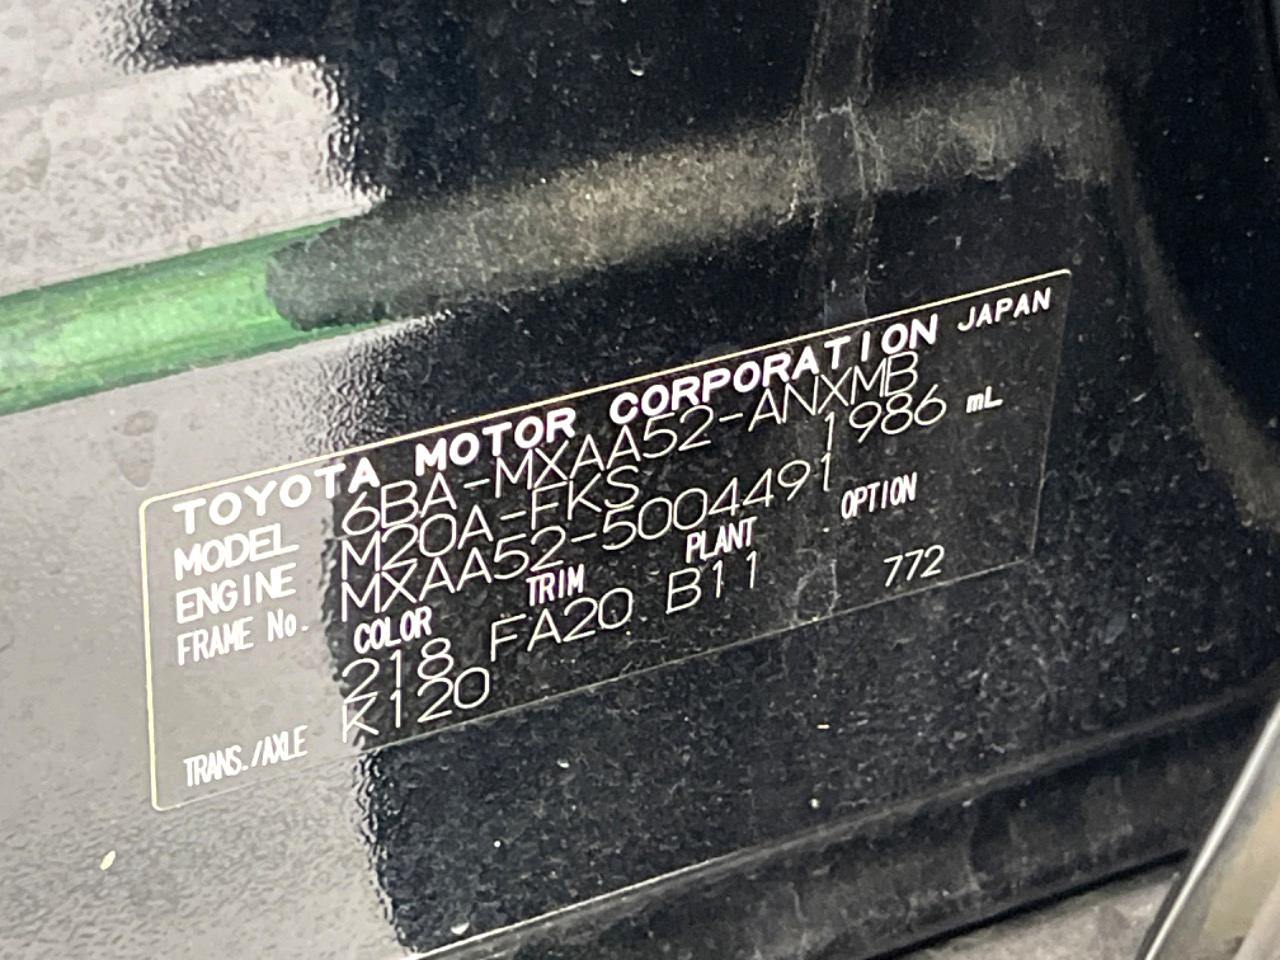 TOYOTA MOTOR CORPORATION JAPAN
MODEL 6BA-MXAA52-ANXMB
ENGINE M20A-FKS 1986 mL
FRAME No. MXAA52-5004491
COLOR TRIM PLANT OPTION
218 FA20 B11 772
TRANS./AXLE K120